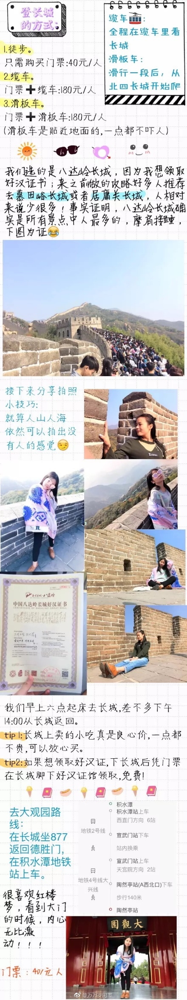 登长城
的方式:
缆车:
全程在缆车里看
长城
滑板车:
滑行一段后，从
北四长城开始爬
1.徒步。
只需购买门票:40元/人
2.缆车。
门票➕缆车:180元/人
3.滑板车。
门票➕滑板车:180元/人
(滑板车是贴近地面的,一点都不吓人)
我们选的是八达岭长城，因为我想领取
好汉证书；来之前做的攻略好多人推荐
去慕田峪长城或者居庸关长城，人相对
来说少很多！事实证明，八达岭长城确
实是所有景点中人最多的，摩肩接踵，
下图为证😂
接下来分享拍照
小技巧:
就算人山人海
依然可以拍出没
有人的感觉😏
中国八达岭长城好汉证书
CERTIFICATE OF BADALING GREAT WALL
我们早上六点起床去长城,差不多下午
14:00从长城返回。
tip1:长城上卖的小吃真是良心价,一点都
不贵,可以放心买。
tip2:如果想领取好汉证,下长城后凭门票
在长城脚下好汉证馆领取,免费!
去大观园路
线：
在长城坐877
返回德胜门,
在积水潭地铁
站上车。
积水潭
积水潭站上车
西直门方向 6站
地铁2号线
宣武门站下车
站内换乘
宣武门站上车
天宫院方向 2站
地铁4号线大
兴线
陶然亭站(A西北口)下车
步行140米
陶然亭站
很喜欢红楼
梦，看到大门
的时候，内心
无比激
动！！！
门票：40/元人
園觀大
@万万岁同志